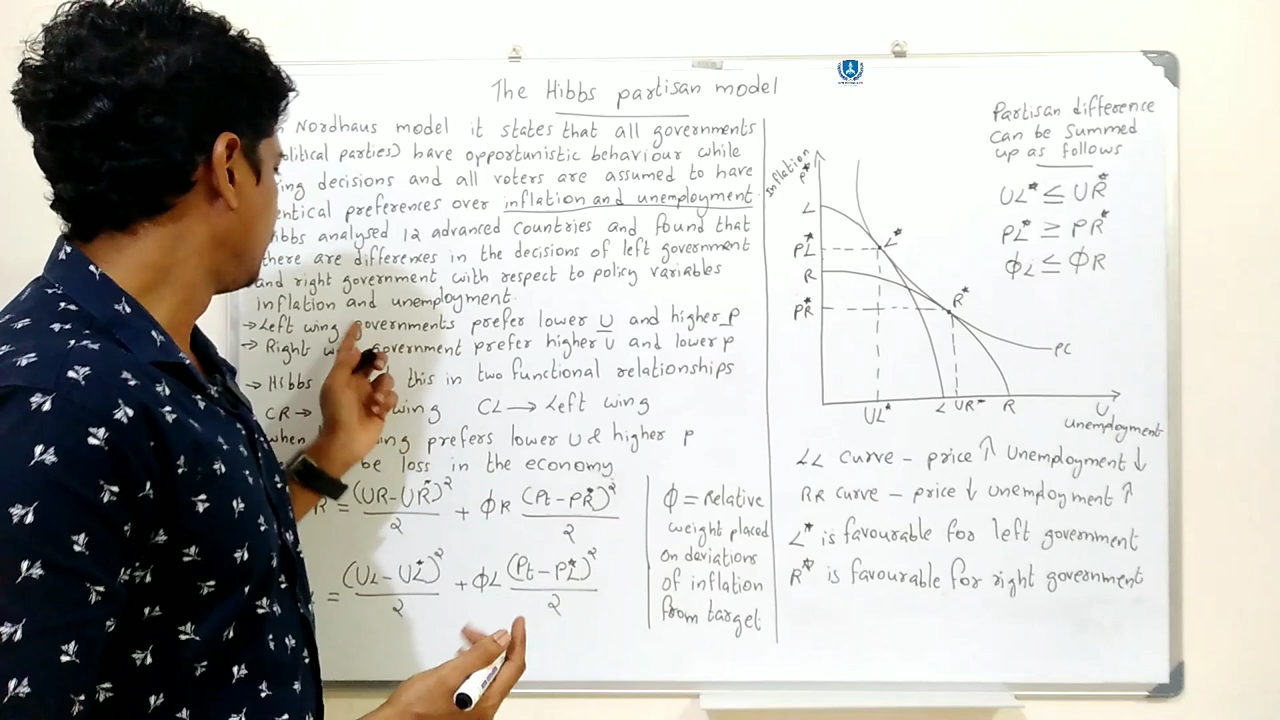 The Hibbs partisan model
Nordhaus model it states that all governments
political parties) have opportunistic behaviour while
decisions and all voters are assumed to have
preferences over inflation and unemployment.
Hibbs analysed 12 advanced countries and found that
there are differences in the decisions of left government
and right government with respect to policy variables
inflation and unemployment.
→ Left wing governments prefer lower U and higher p
→ Right government prefer higher U and lower p
→ Hibbs this in two functional relationships
CR → wing CL → Left wing
when wing prefers lower U & higher p
be loss in the economy
R = (UR - UR*)² / 2 + ΦR (Pt - PR*)² / 2
= (UL - UL*)² / 2 + ΦL (Pt - PL*)² / 2
Φ = Relative
weight placed
on deviations
of inflation
from target
Inflation
P*
L
PL*
R
PR*
L*
R*
PC
UL*
L
UR*
R
U
unemployment
Partisan difference
can be summed
up as follows
UL* ≤ UR*
PL* ≥ PR*
ΦL ≤ ΦR
LL curve - price ↑ Unemployment ↓
RR curve - price ↓ Unemployment ↑
L* is favourable for left government
R* is favourable for right government